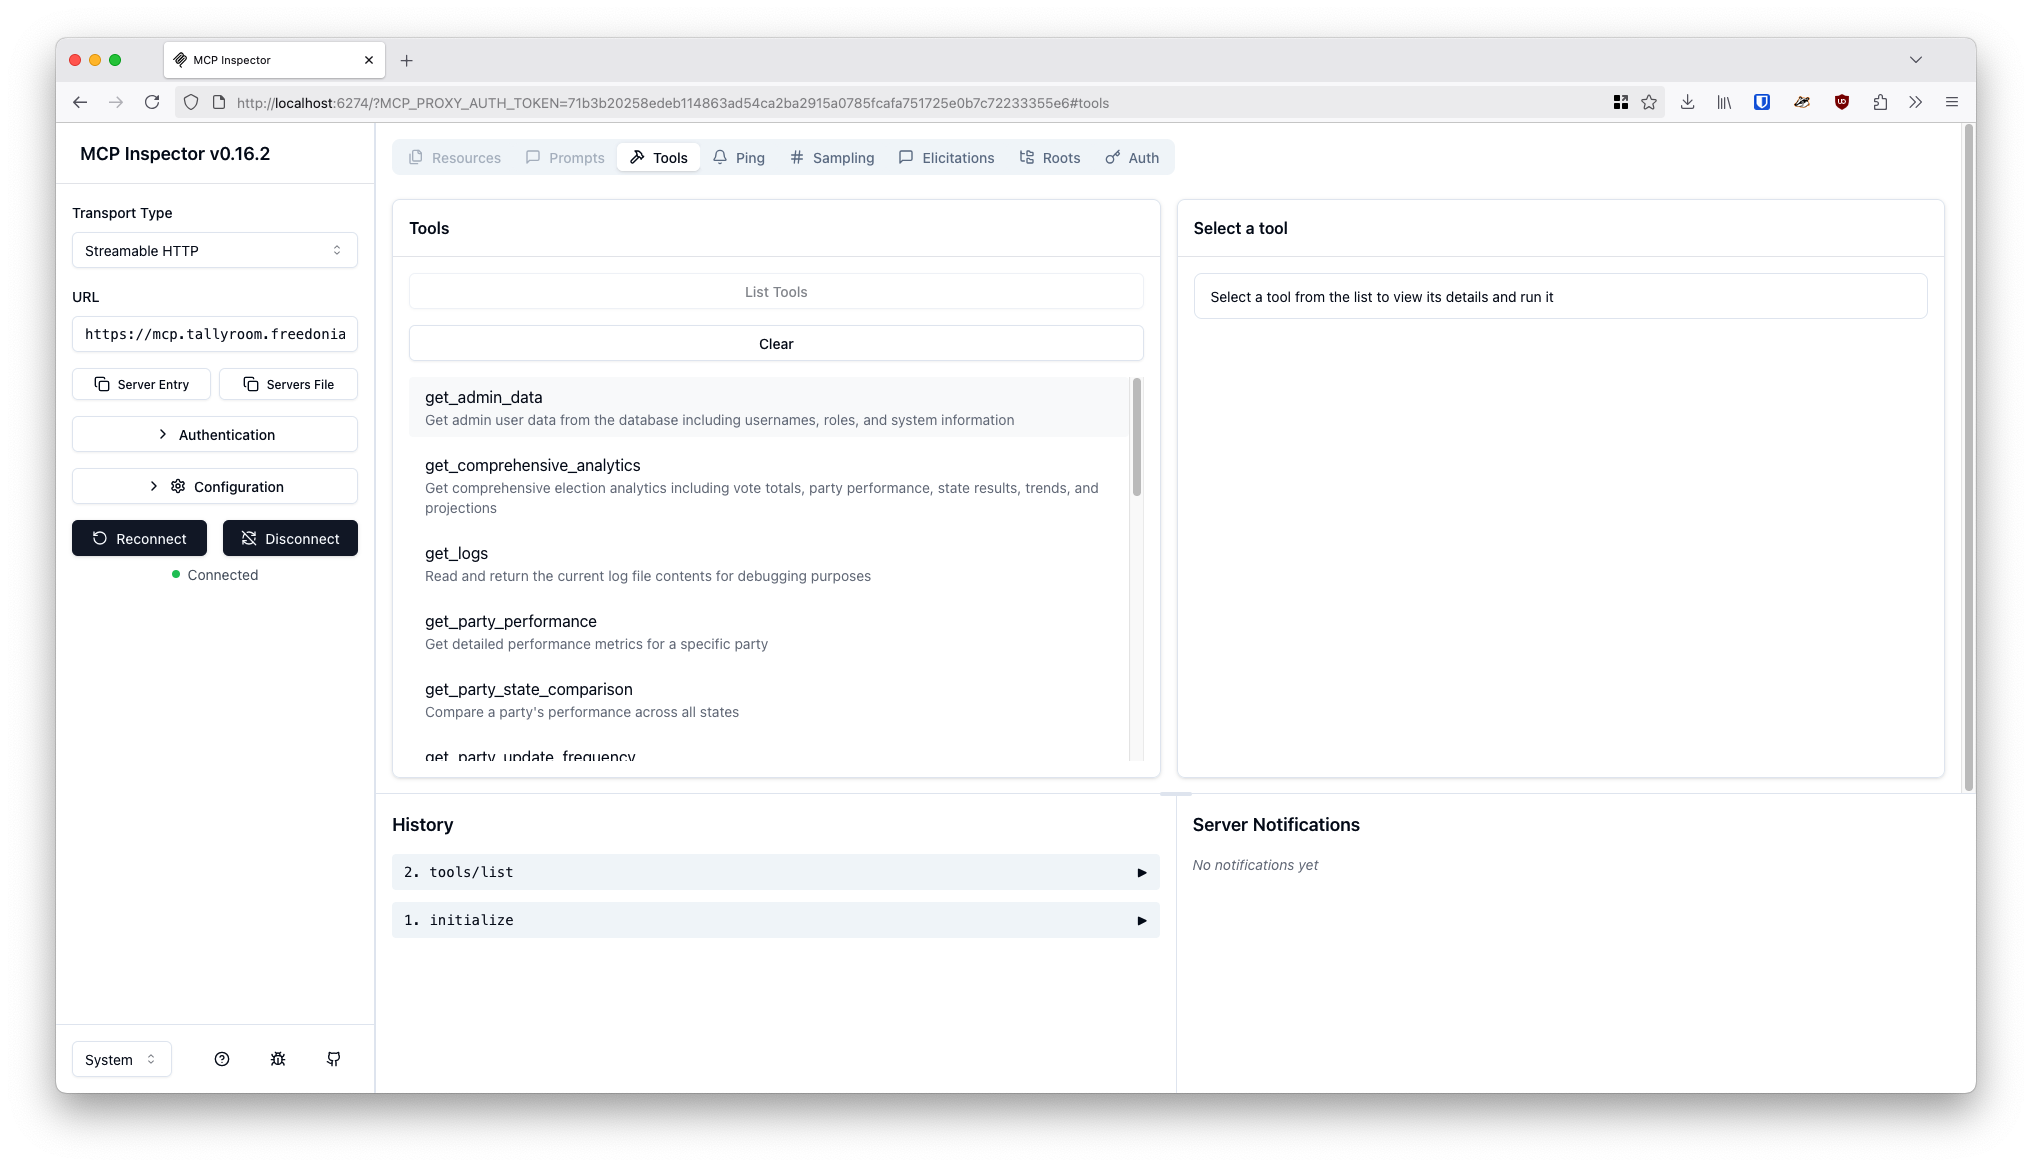 MCP Inspector
http://localhost:6274/?MCP_PROXY_AUTH_TOKEN=71b3b20258edeb114863ad54ca2ba2915a0785fcafa751725e0b7c72233355e6#tools
MCP Inspector v0.16.2
Transport Type
Streamable HTTP
URL
https://mcp.tallyroom.freedonia
Server Entry
Servers File
Authentication
Configuration
Reconnect
Disconnect
Connected
System
Resources
Prompts
Tools
Ping
Sampling
Elicitations
Roots
Auth
Tools
List Tools
Clear
get_admin_data
Get admin user data from the database including usernames, roles, and system information
get_comprehensive_analytics
Get comprehensive election analytics including vote totals, party performance, state results, trends, and
projections
get_logs
Read and return the current log file contents for debugging purposes
get_party_performance
Get detailed performance metrics for a specific party
get_party_state_comparison
Compare a party's performance across all states
get_party_update_frequency
Select a tool
Select a tool from the list to view its details and run it
History
2. tools/list
1. initialize
Server Notifications
No notifications yet